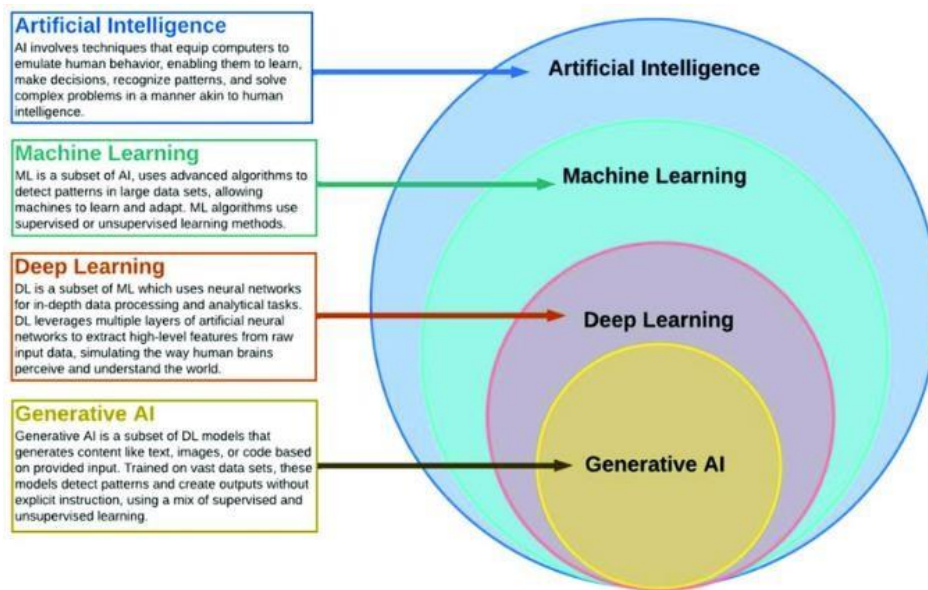 Artificial Intelligence
AI involves techniques that equip computers to
emulate human behavior, enabling them to learn,
make decisions, recognize patterns, and solve
complex problems in a manner akin to human
intelligence.
Machine Learning
ML is a subset of AI, uses advanced algorithms to
detect patterns in large data sets, allowing
machines to learn and adapt. ML algorithms use
supervised or unsupervised learning methods.
Deep Learning
DL is a subset of ML which uses neural networks
for in-depth data processing and analytical tasks.
DL leverages multiple layers of artificial neural
networks to extract high-level features from raw
input data, simulating the way human brains
perceive and understand the world.
Generative AI
Generative AI is a subset of DL models that
generates content like text, images, or code based
on provided input. Trained on vast data sets, these
models detect patterns and create outputs without
explicit instruction, using a mix of supervised and
unsupervised learning.
Artificial Intelligence
Machine Learning
Deep Learning
Generative AI